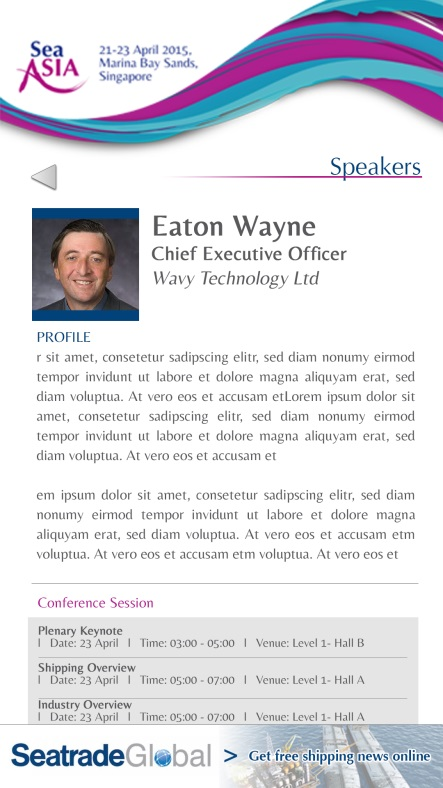 Sea
ASIA
21-23 April 2015,
Marina Bay Sands,
Singapore
Speakers
Eaton Wayne
Chief Executive Officer
Wavy Technology Ltd
PROFILE
r sit amet, consetetur sadipscing elitr, sed diam nonumy eirmod
tempor invidunt ut labore et dolore magna aliquyam erat, sed
diam voluptua. At vero eos et accusam etLorem ipsum dolor sit
amet, consetetur sadipscing elitr, sed diam nonumy eirmod
tempor invidunt ut labore et dolore magna aliquyam erat, sed
diam voluptua. At vero eos et accusam et
em ipsum dolor sit amet, consetetur sadipscing elitr, sed diam
nonumy eirmod tempor invidunt ut labore et dolore magna
aliquyam erat, sed diam voluptua. At vero eos et accusam etm
voluptua. At vero eos et accusam etm voluptua. At vero eos et
Conference Session
Plenary Keynote
| Date: 23 April | Time: 03:00 - 05:00 | Venue: Level 1- Hall B
Shipping Overview
| Date: 23 April | Time: 05:00 - 07:00 | Venue: Level 1- Hall A
Industry Overview
| Date: 23 April | Time: 05:00 - 07:00 | Venue: Level 1- Hall A
SeatradeGlobal > Get free shipping news online